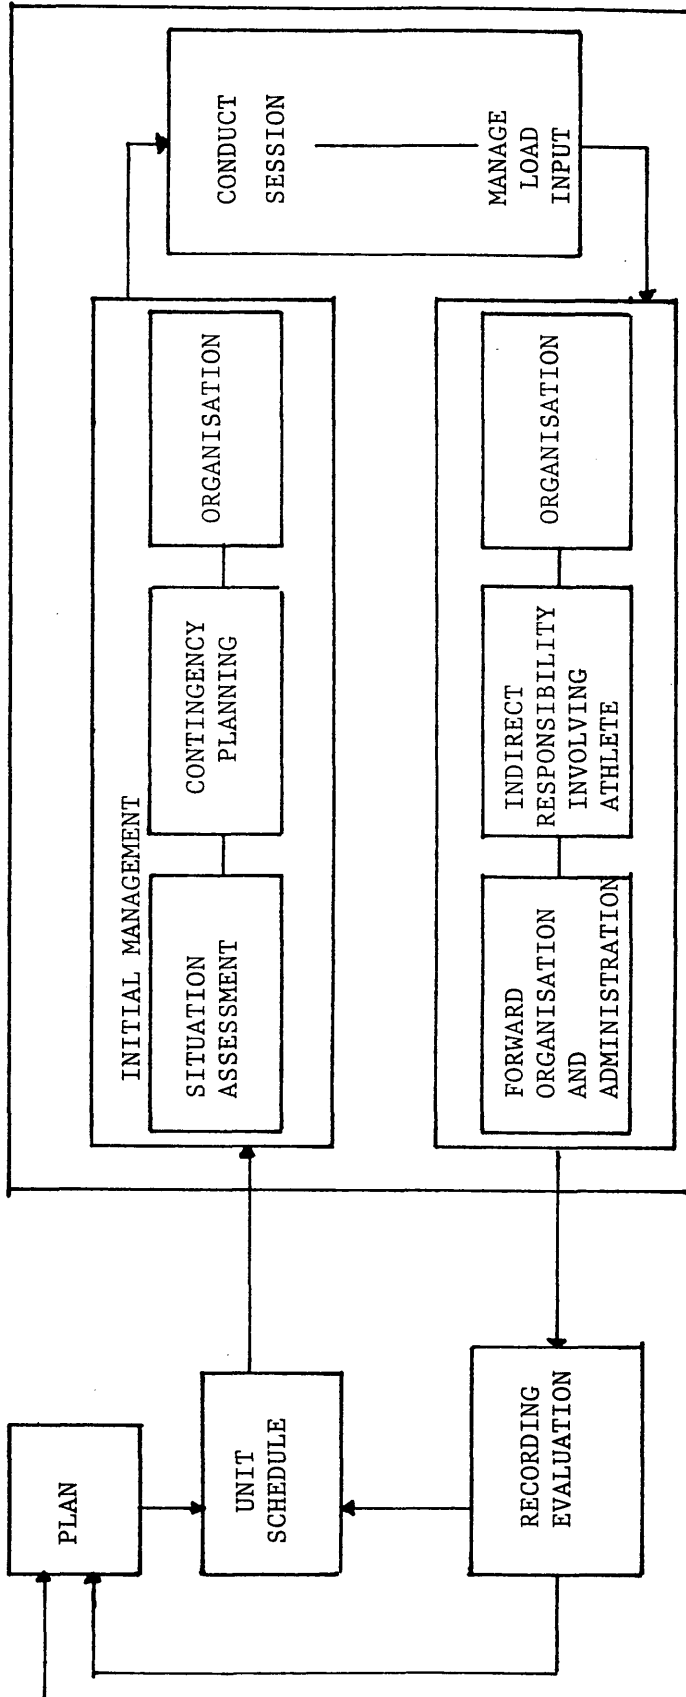 PLAN
UNIT
SCHEDULE
RECORDING
EVALUATION
INITIAL MANAGEMENT
SITUATION
ASSESSMENT
CONTINGENCY
PLANNING
ORGANISATION
CONDUCT
SESSION
MANAGE
LOAD
INPUT
FORWARD
ORGANISATION
AND
ADMINISTRATION
INDIRECT
RESPONSIBILITY
INVOLVING
ATHLETE
ORGANISATION